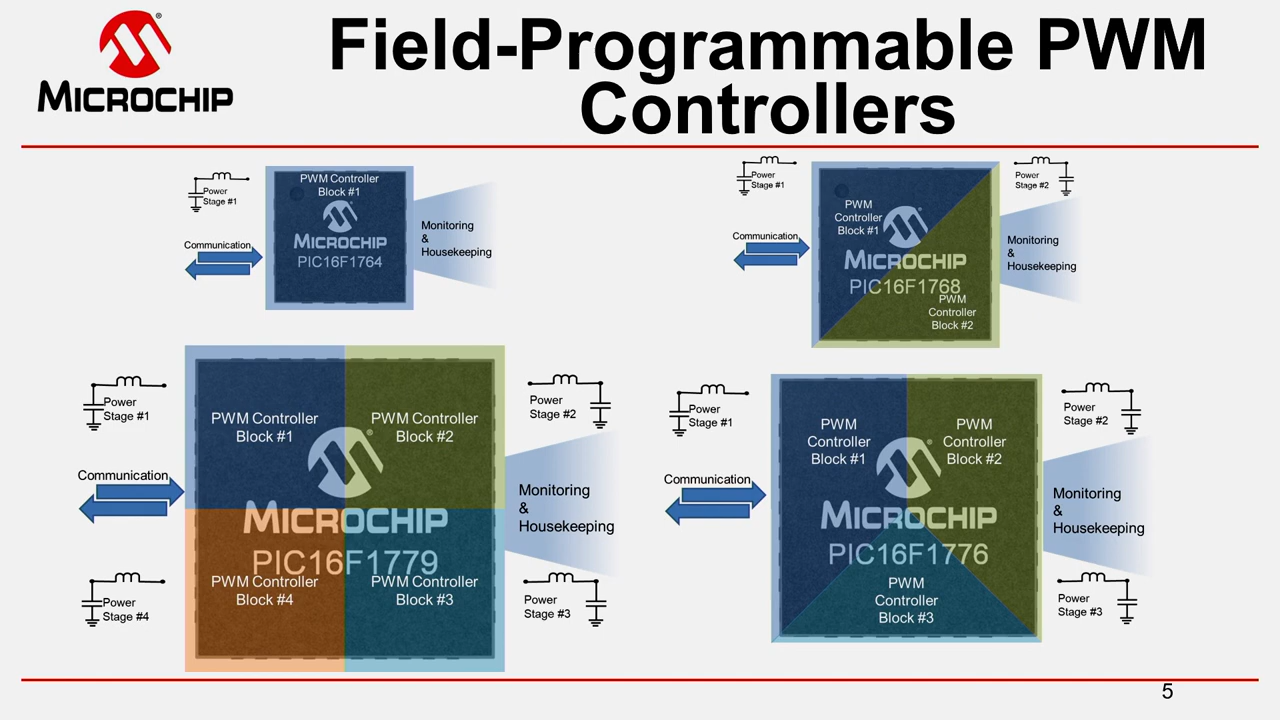 MICROCHIP
Field-Programmable PWM
Controllers
Power
Stage #1
Communication
PWM Controller
Block #1
MICROCHIP
PIC16F1764
Monitoring
&
Housekeeping
Power
Stage #1
Communication
PWM
Controller
Block #1
MICROCHIP
PIC16F1768
PWM
Controller
Block #2
Power
Stage #2
Monitoring
&
Housekeeping
Power
Stage #1
Communication
Power
Stage #4
PWM Controller
Block #1
PWM Controller
Block #2
MICROCHIP
PIC16F1779
PWM Controller
Block #4
PWM Controller
Block #3
Power
Stage #2
Monitoring
&
Housekeeping
Power
Stage #3
Power
Stage #1
Communication
PWM
Controller
Block #1
PWM
Controller
Block #2
MICROCHIP
PIC16F1776
PWM
Controller
Block #3
Power
Stage #2
Monitoring
&
Housekeeping
Power
Stage #3
5